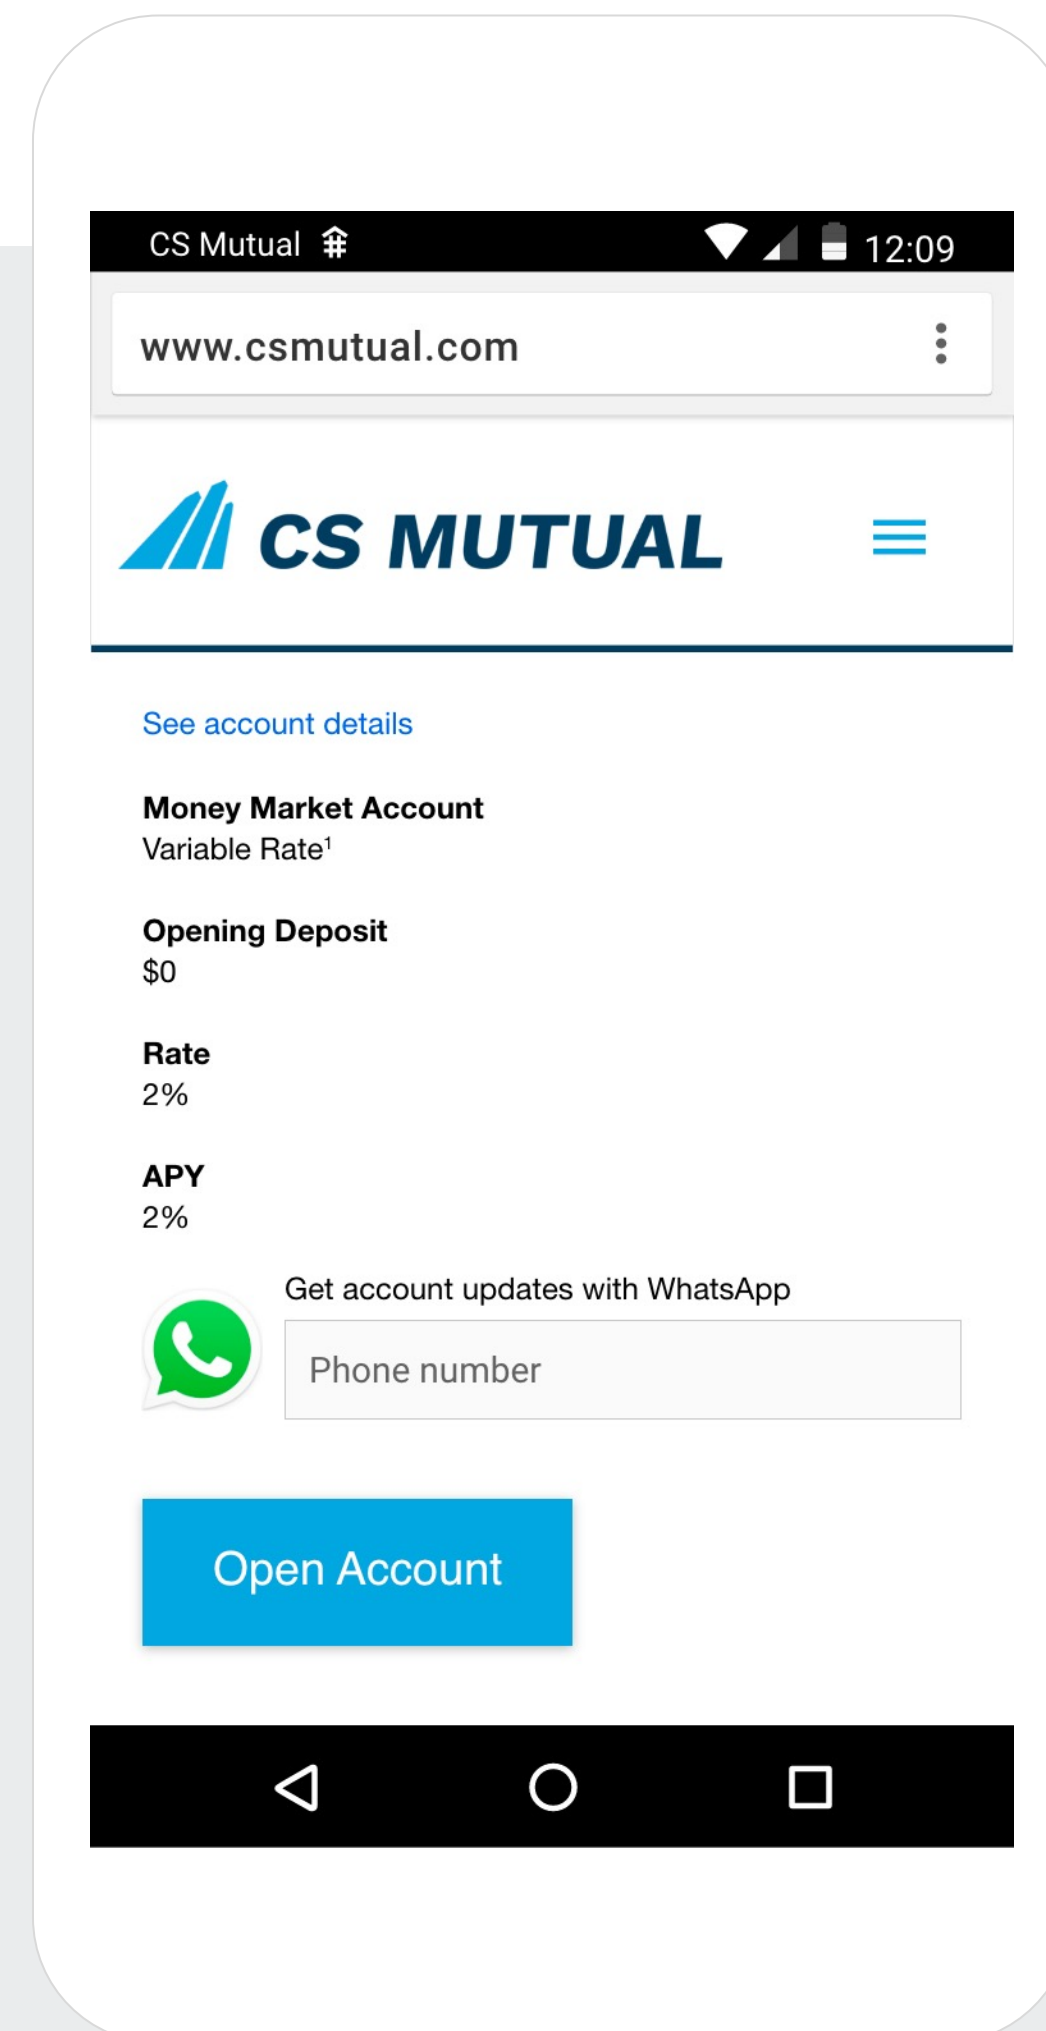 CS Mutual
12:09
www.csmutual.com
CS MUTUAL
See account details
Money Market Account
Variable Rate¹
Opening Deposit
$0
Rate
2%
APY
2%
Get account updates with WhatsApp
Phone number
Open Account